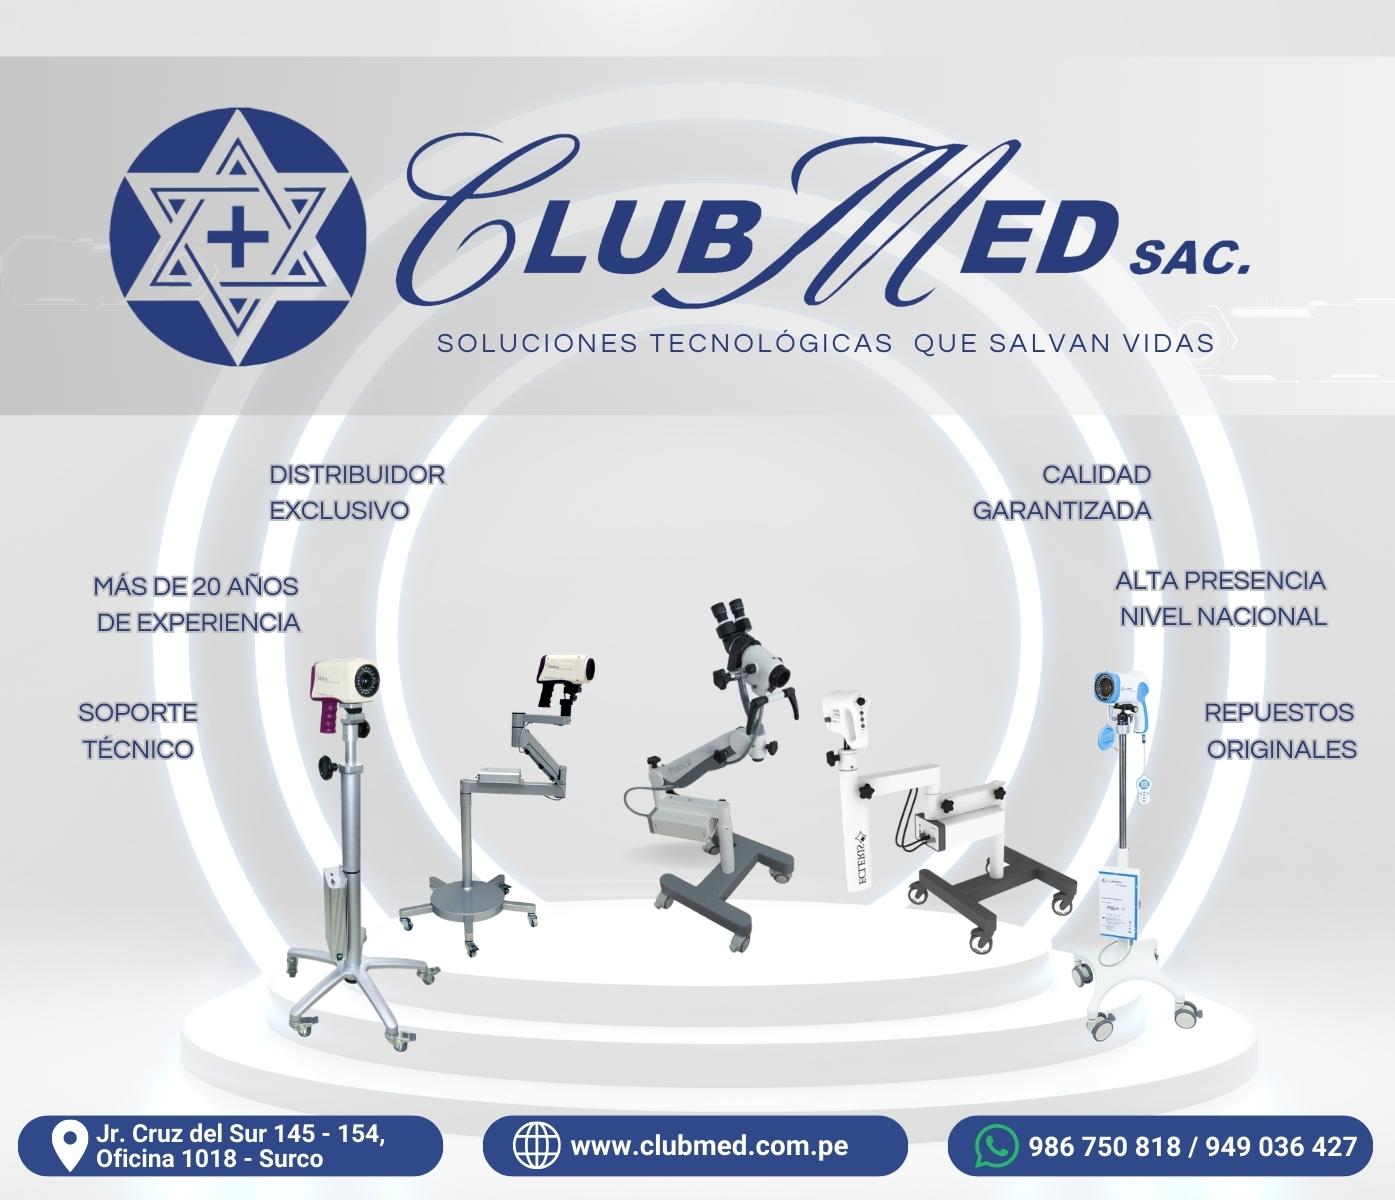 CLUBMED SAC.
SOLUCIONES TECNOLÓGICAS QUE SALVAN VIDAS
DISTRIBUIDOR
EXCLUSIVO
CALIDAD
GARANTIZADA
MÁS DE 20 AÑOS
DE EXPERIENCIA
ALTA PRESENCIA
NIVEL NACIONAL
SOPORTE
TÉCNICO
REPUESTOS
ORIGINALES
ECLERIS
Jr. Cruz del Sur 145 - 154,
Oficina 1018 - Surco
www.clubmed.com.pe
986 750 818 / 949 036 427